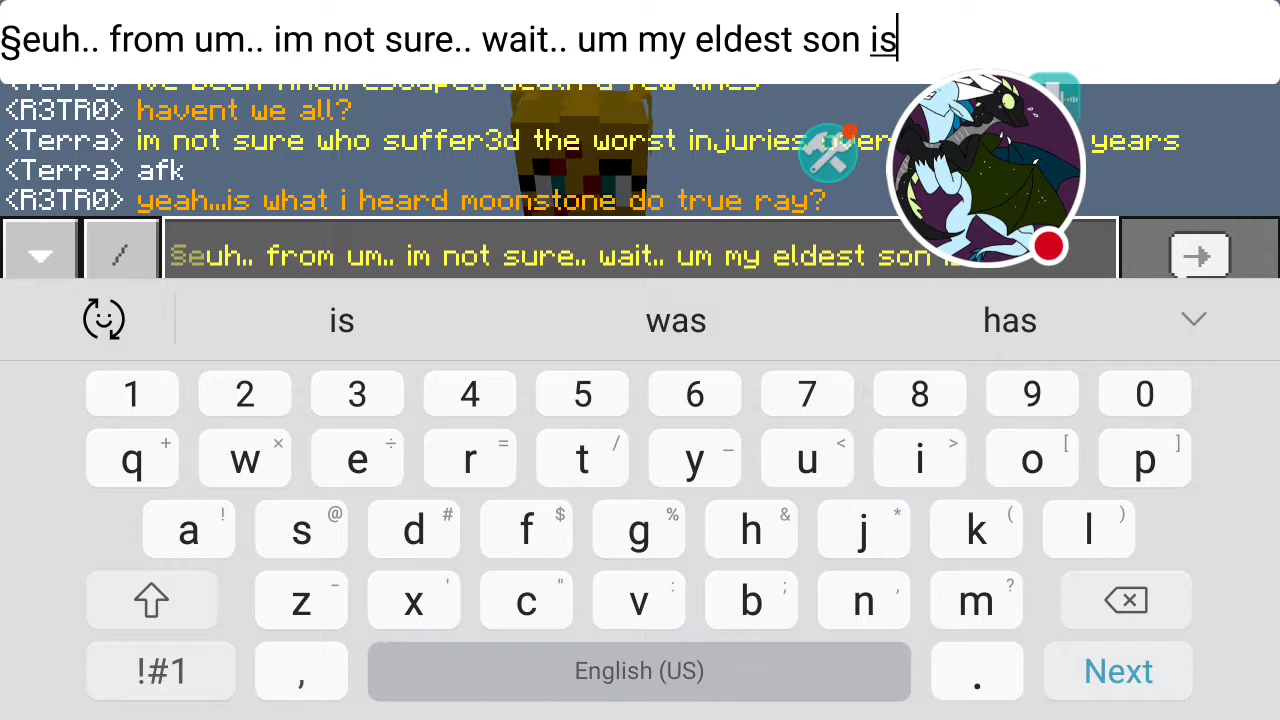 §euh.. from um.. im not sure.. wait.. um my eldest son is
<R3TR0> havent we all?
<Terra> im not sure who suffer3d the worst injuries over years
<Terra> afk
<R3TR0> yeah...is what i heard moonstone do true ray?
/ §euh.. from um.. im not sure.. wait.. um my eldest son
is was has
1 2 3 4 5 6 7 8 9 0
q + w × e ÷ r = t / y _ u < i > o [ p ]
a ! s @ d # f $ g % h & j * k ( l )
z - x ' c " v : b ; n , m ?
!#1 , English (US) . Next